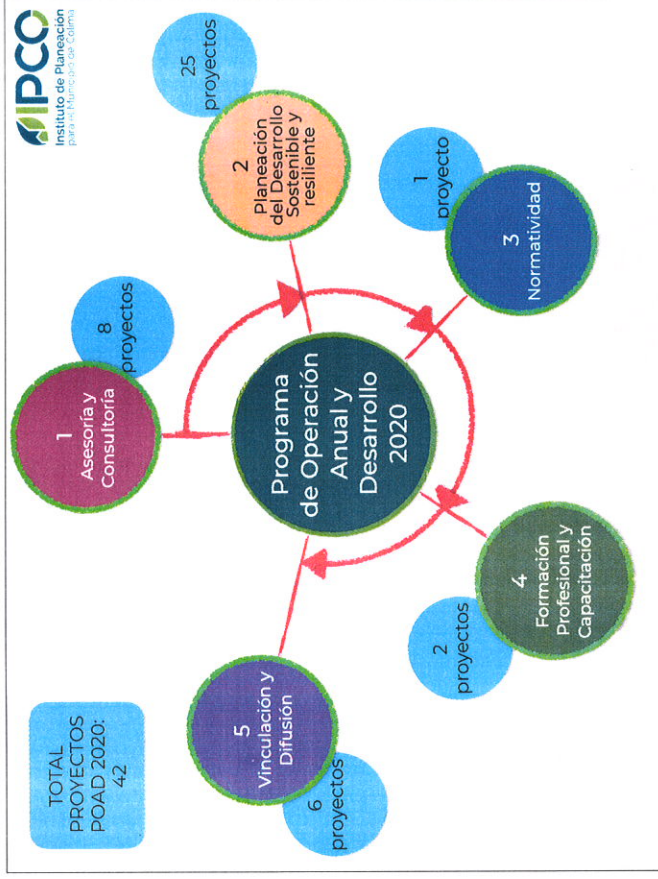 IPCO
Instituto de Planeación
para el Municipio de Colima
TOTAL
PROYECTOS
POAD 2020:
42
Programa
de Operación
Anual y
Desarrollo
2020
1
Asesoría y
Consultoría
8
proyectos
2
Planeación
del Desarrollo
Sostenible y
resiliente
25
proyectos
3
Normatividad
1
proyecto
4
Formación
Profesional y
Capacitación
2
proyectos
5
Vinculación y
Difusión
6
proyectos